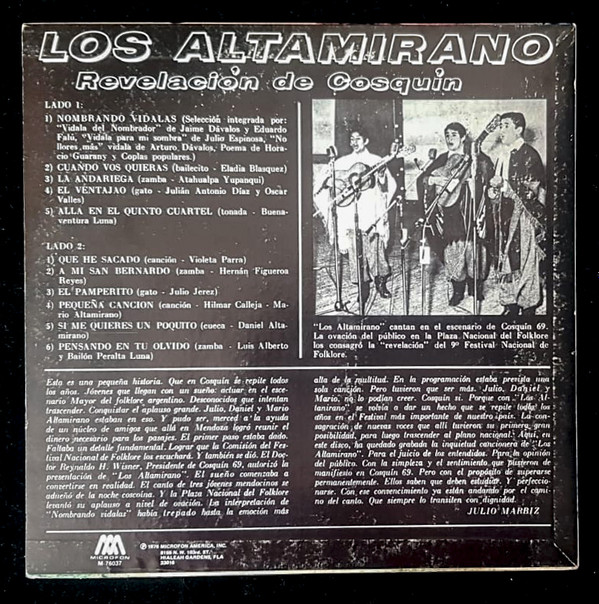 LOS ALTAMIRANO
Revelación de Cosquín
LADO 1:
1) NOMBRANDO VIDALAS (Selección integrada por:
"Vidala del Nombrador" de Jaime Dávalos y Eduardo
Falú, "Vidala para mi sombra" de Julio Espinosa, "No
llores más" vidala de Arturo Dávalos, Poema de Hora-
cio Guarany y Coplas populares.)
2) CUANDO VOS QUIERAS (bailecito - Eladia Blasquez)
3) LA ANDARIEGA (zamba - Atahualpa Yupanqui)
4) EL VENTAJAO (gato - Julián Antonio Díaz y Oscar
Valles)
5) ALLA EN EL QUINTO CUARTEL (tonada - Buena-
ventura Luna)
LADO 2:
1) QUE HE SACADO (canción - Violeta Parra)
2) A MI SAN BERNARDO (zamba - Hernán Figueroa
Reyes)
3) EL PAMPERITO (gato - Julio Jerez)
4) PEQUEÑA CANCION (canción - Hilmar Calleja - Ma-
rio Altamirano)
5) SI ME QUIERES UN POQUITO (cueca - Daniel Alta-
mirano)
6) PENSANDO EN TU OLVIDO (zamba - Luis Alberto
y Bailón Peralta Luna)
"Los Altamirano" cantan en el escenario de Cosquín 69.
La ovación del público en la Plaza Nacional del Folklore
los consagró la "revelación" del 9º Festival Nacional de
Folklore.
Esta es una pequeña historia. Que en Cosquín se repite todos
los años. Jóvenes que llegan con un sueño: actuar en el esce-
nario Mayor del folklore argentino. Desconocidos que intentan
trascender. Conquistar el aplauso grande. Julio, Daniel y Mario
Altamirano estaban en eso. Y pudo ser, merced a la ayuda
de un núcleo de amigos que allá en Mendoza logró reunir el
dinero necesario para los pasajes. El primer paso estaba dado.
Faltaba un detalle fundamental. Lograr que la Comisión del Fes-
tival Nacional de Folklore los escuchará. Y también se dió. El Doc-
tor Reynaldo H. Wisner, Presidente de Cosquín 69, autorizó la
presentación de "Los Altamirano". El sueño comenzaba a
convertirse en realidad. El canto de tres jóvenes mendocinos se
adueñó de la noche coscoína. Y la Plaza Nacional del Folklore
levantó su aplauso a nivel de oración. La interpretación de
"Nombrando vidalas" había trepado hasta la emoción más
alta de la multitud. En la programación estaba prevista una
sola canción. Pero tuvieron que ser más. Julio, Daniel y
Mario, no lo podían creer. Cosquín si. Porque con "Los Al-
tamirano" se volvía a dar un hecho que se repite todos los
años en el Festival más importante de nuestro país. La con-
sagración de nuevas voces que allí tuvieron su primera gran
posibilidad, para luego trascender al plano nacional. Aquí, en
este disco, ha quedado grabada la inquietud cancionera de "Los
Altamirano". Para el juicio de los entendidos. Para la opinión
del público. Con la simpleza y el sentimiento que pusieron de
manifiesto en Cosquín 69. Pero con el propósito de superarse
permanentemente. Ellos saben que deben estudiar. Y perfeccio-
narse. Con ese convencimiento ya están andando por el cami-
no del canto. Que siempre lo transiten con dignidad.
JULIO MARBIZ
MICROFON
M-76037
℗ 1976 MICROFON AMERICA, INC.
HIALEAH GARDENS, FLA
33016